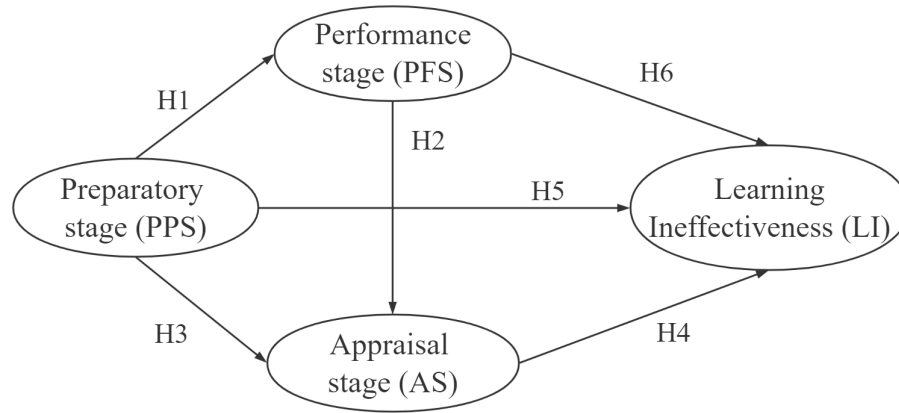 Performance
stage (PFS)
H6
H1
H2
Preparatory
stage (PPS)
H5
Learning
Ineffectiveness (LI)
H3
H4
Appraisal
stage (AS)